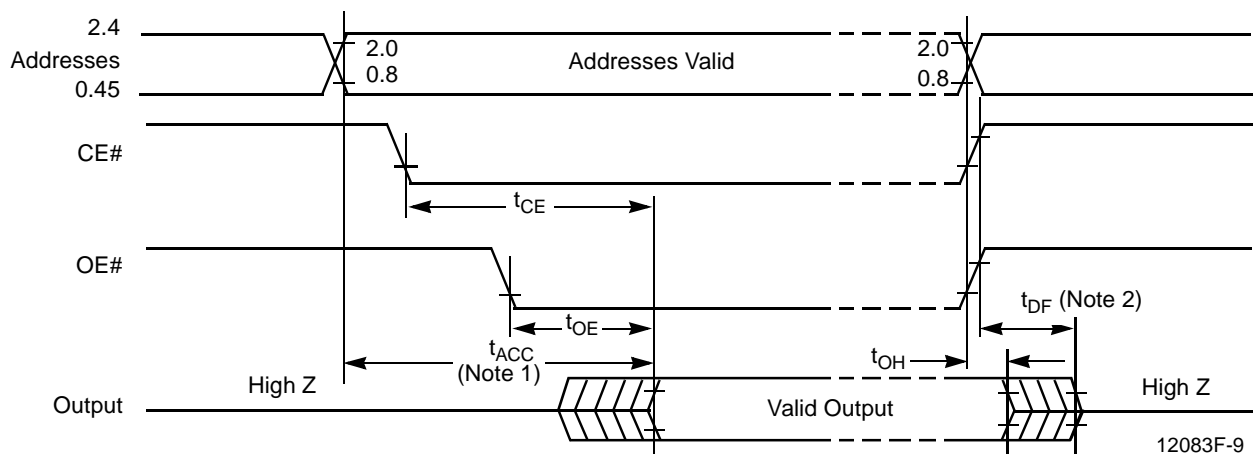 2.4
Addresses
0.45
2.0
0.8
Addresses Valid
2.0
0.8
CE#
tCE
OE#
tOE
tDF (Note 2)
tACC
(Note 1)
tOH
High Z
Output
Valid Output
High Z
12083F-9